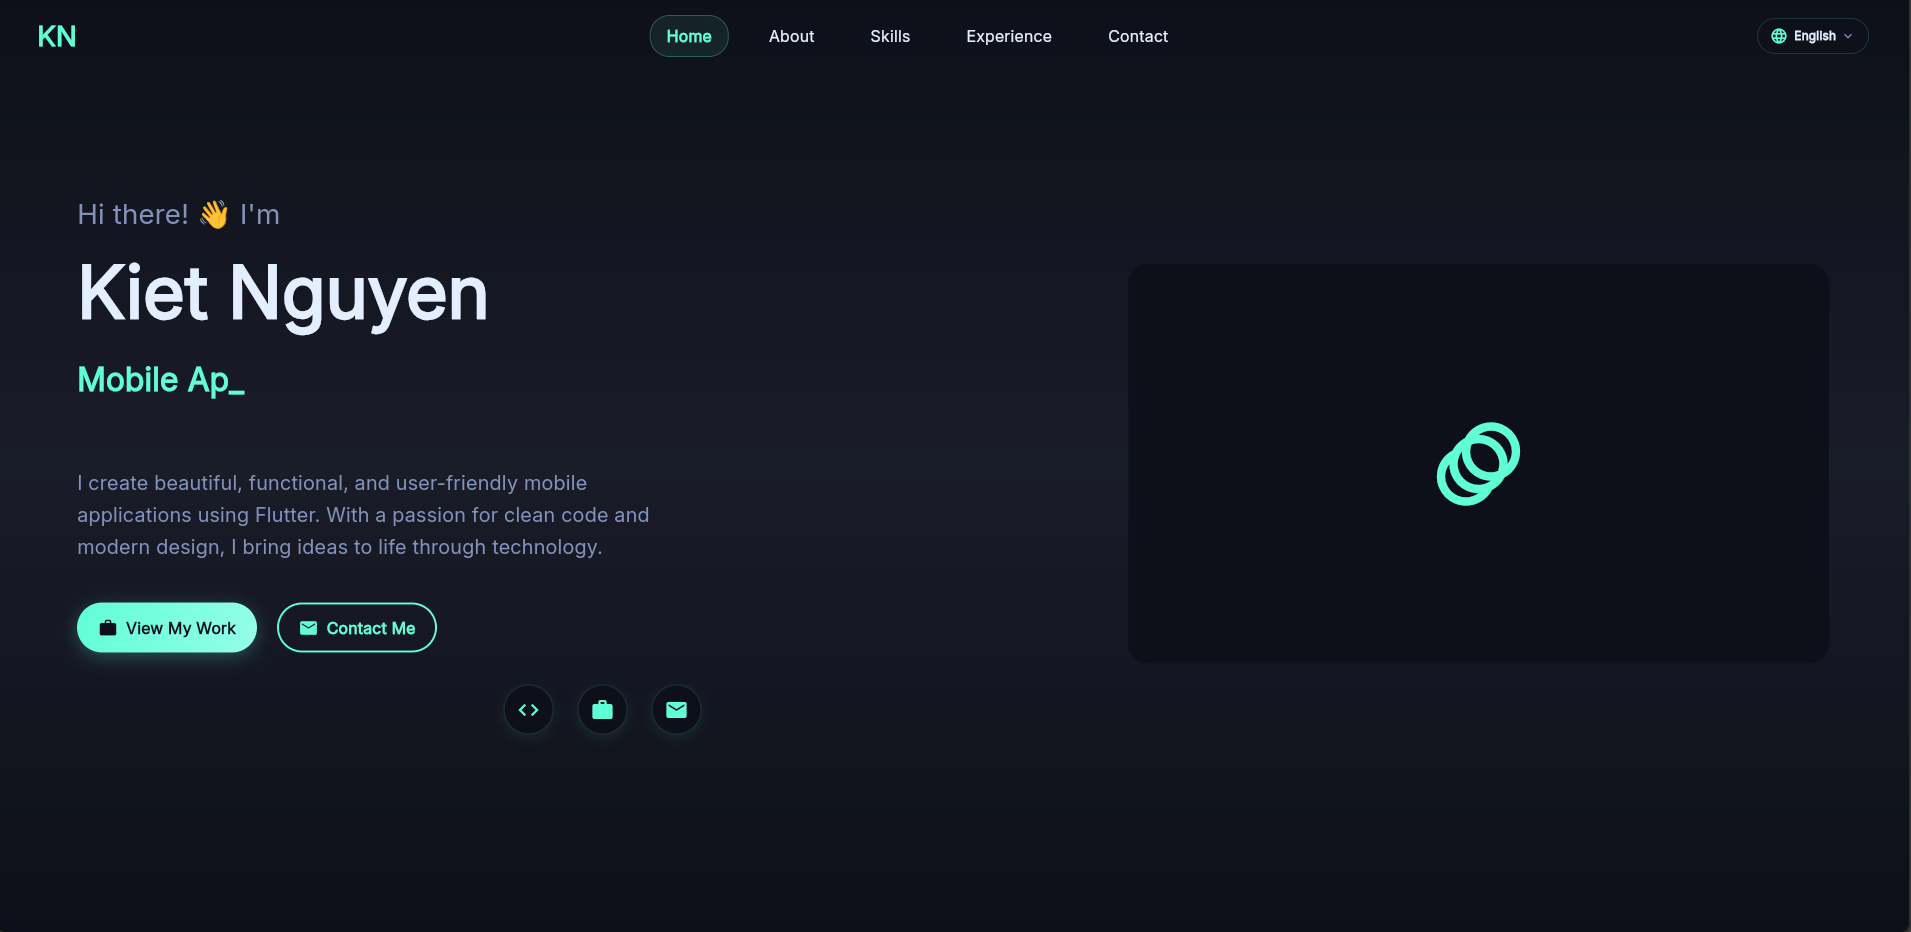 KN
Home
About
Skills
Experience
Contact
English
Hi there! 👋 I'm
Kiet Nguyen
Mobile Ap_
I create beautiful, functional, and user-friendly mobile
applications using Flutter. With a passion for clean code and
modern design, I bring ideas to life through technology.
View My Work
Contact Me